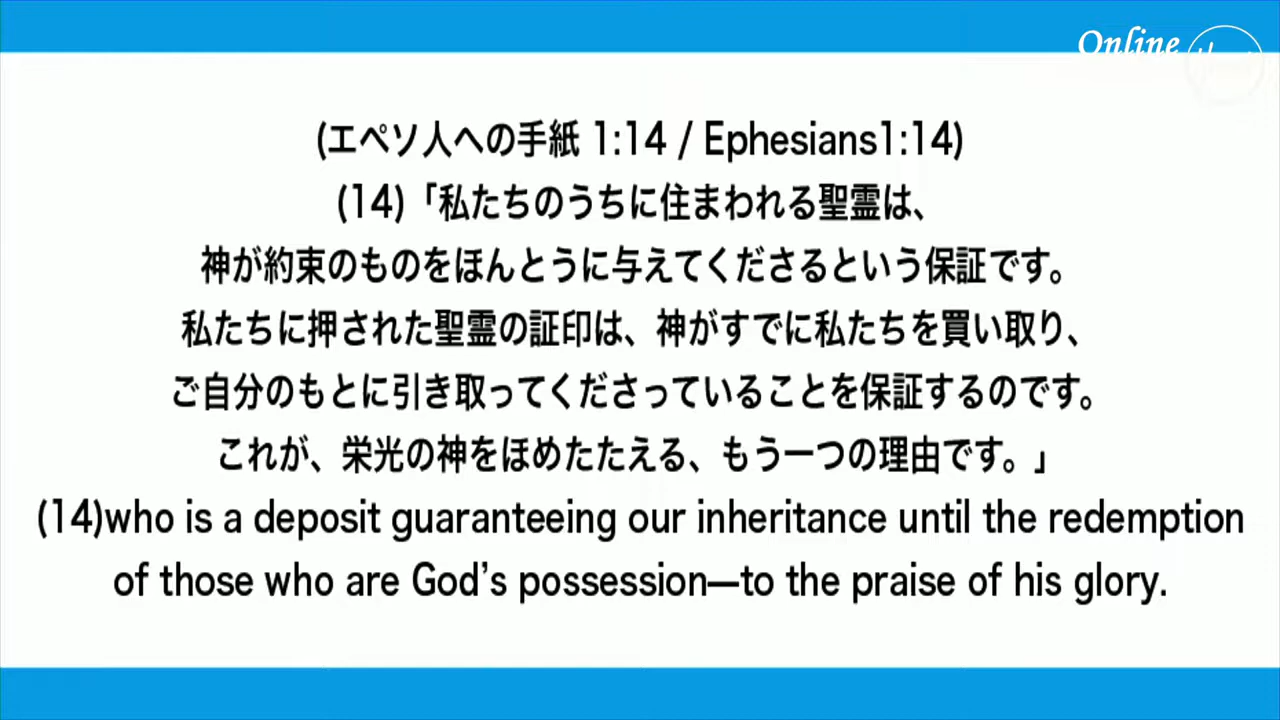 Online
(エペソ人への手紙 1:14 / Ephesians1:14)
(14)「私たちのうちに住まわれる聖霊は、
神が約束のものをほんとうに与えてくださるという保証です。
私たちに押された聖霊の証印は、神がすでに私たちを買い取り、
ご自分のもとに引き取ってくださっていることを保証するのです。
これが、栄光の神をほめたたえる、もう一つの理由です。」
(14)who is a deposit guaranteeing our inheritance until the redemption
of those who are God’s possession—to the praise of his glory.